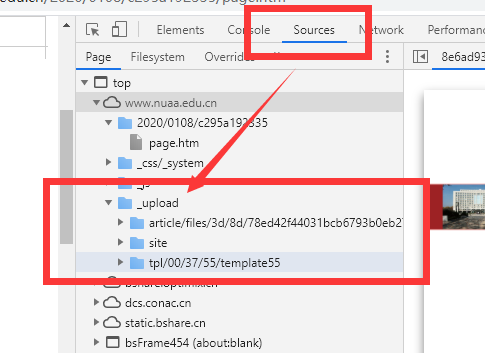 Elements Console Sources Network
Page Filesystem Overrides
8e6ad93
top
www.nuaa.edu.cn
2020/0108/c295a192335
page.htm
_css/_system
_js
_upload
article/files/3d/8d/78ed42f44031bcb6793b0eb27
site
tpl/00/37/55/template55
bshare.optimix.cn
dcs.conac.cn
static.bshare.cn
bsFrame454 (about:blank)